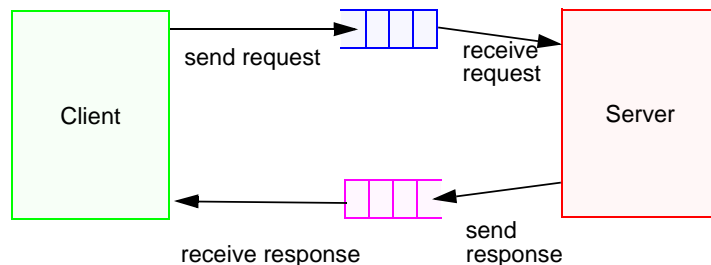 send request
receive
request
Client
Server
receive response
send
response